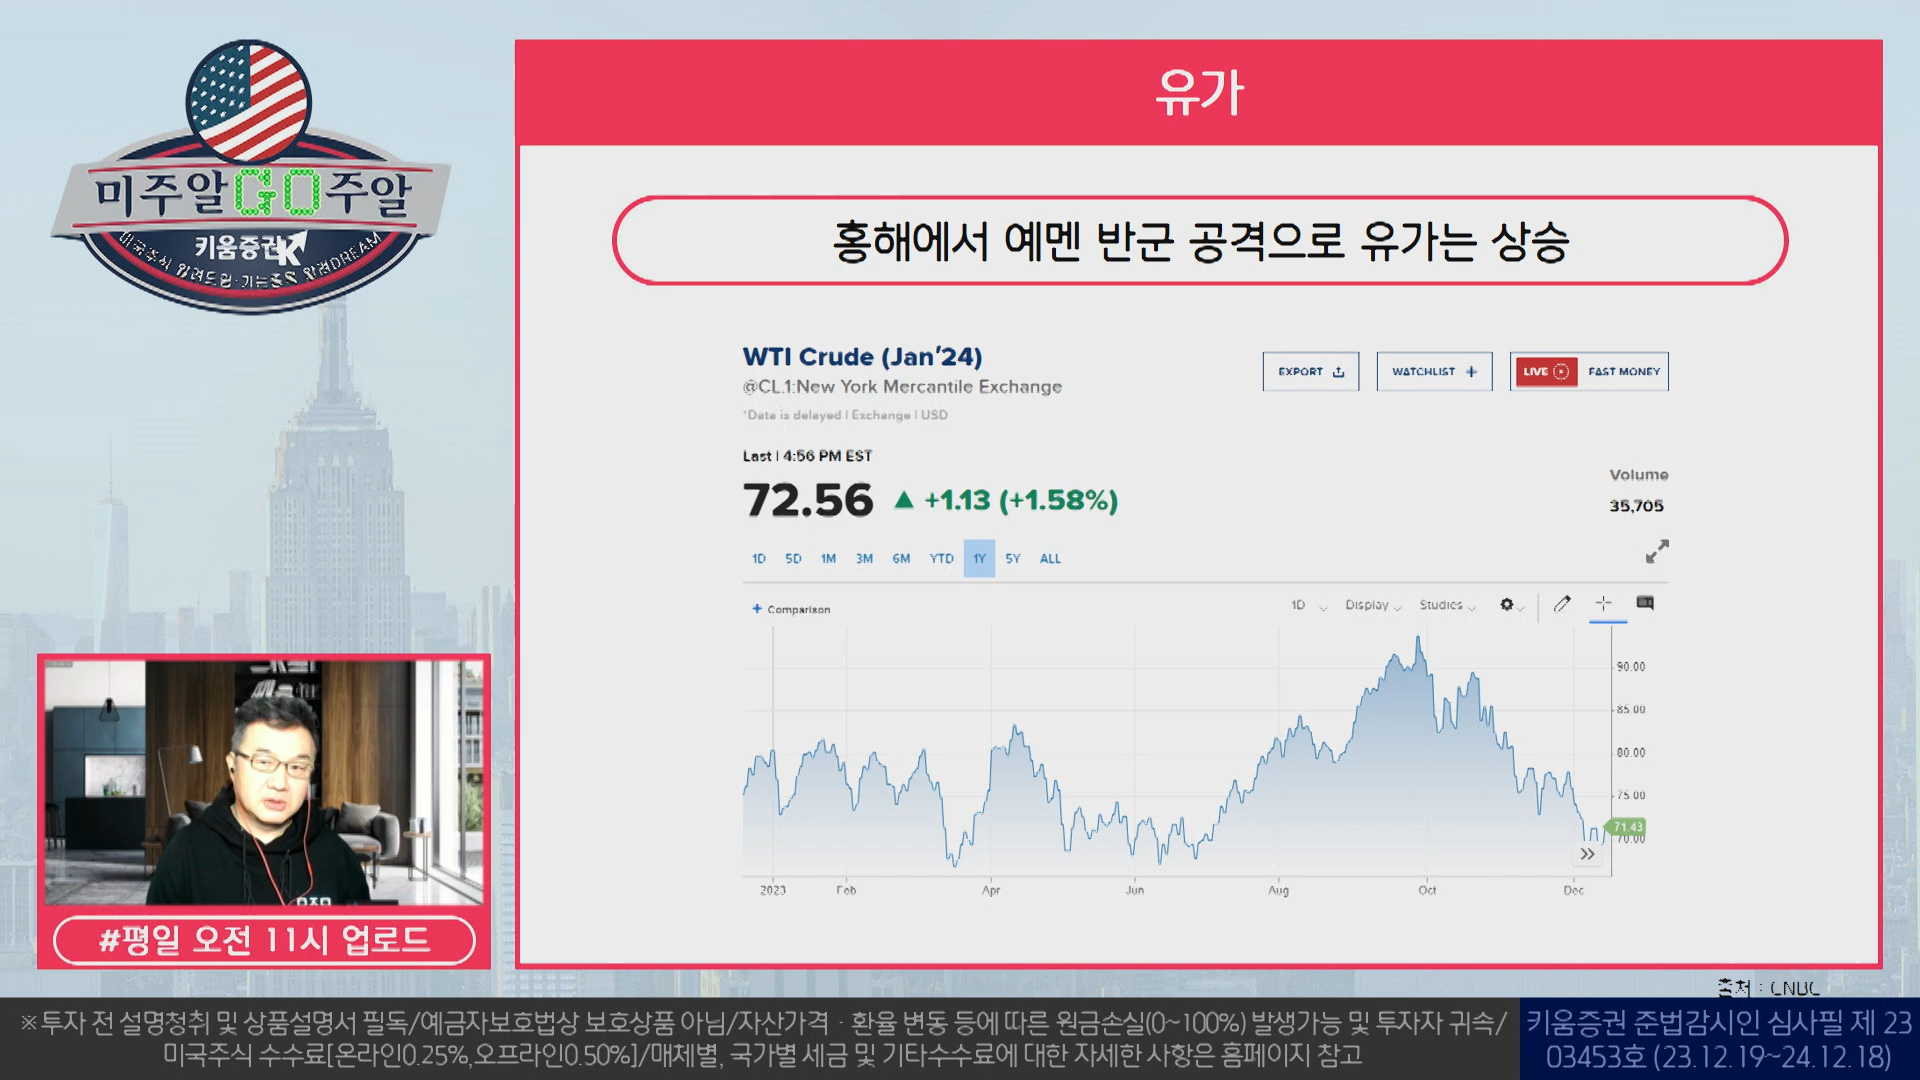 미주알GO주알
키움증권
유가
홍해에서 예멘 반군 공격으로 유가는 상승
WTI Crude (Jan'24)
@CL.1:New York Mercantile Exchange
*Data is delayed | Exchange | USD
EXPORT
WATCHLIST +
LIVE FAST MONEY
Last | 4:56 PM EST
72.56 ▲ +1.13 (+1.58%)
Volume
35,705
1D 5D 1M 3M 6M YTD 1Y 5Y ALL
+ Comparison
1D Display Studies
90.00
85.00
80.00
75.00
71.43
70.00
2023 Feb Apr Jun Aug Oct Dec
#평일 오전 11시 업로드
출처 : CNBC
※투자 전 설명청취 및 상품설명서 필독/예금자보호법상 보호상품 아님/자산가격 · 환율 변동 등에 따른 원금손실(0~100%) 발생가능 및 투자자 귀속/
미국주식 수수료[온라인0.25%,오프라인0.50%]/매체별, 국가별 세금 및 기타수수료에 대한 자세한 사항은 홈페이지 참고
키움증권 준법감시인 심사필 제 23
03453호 (23.12.19~24.12.18)